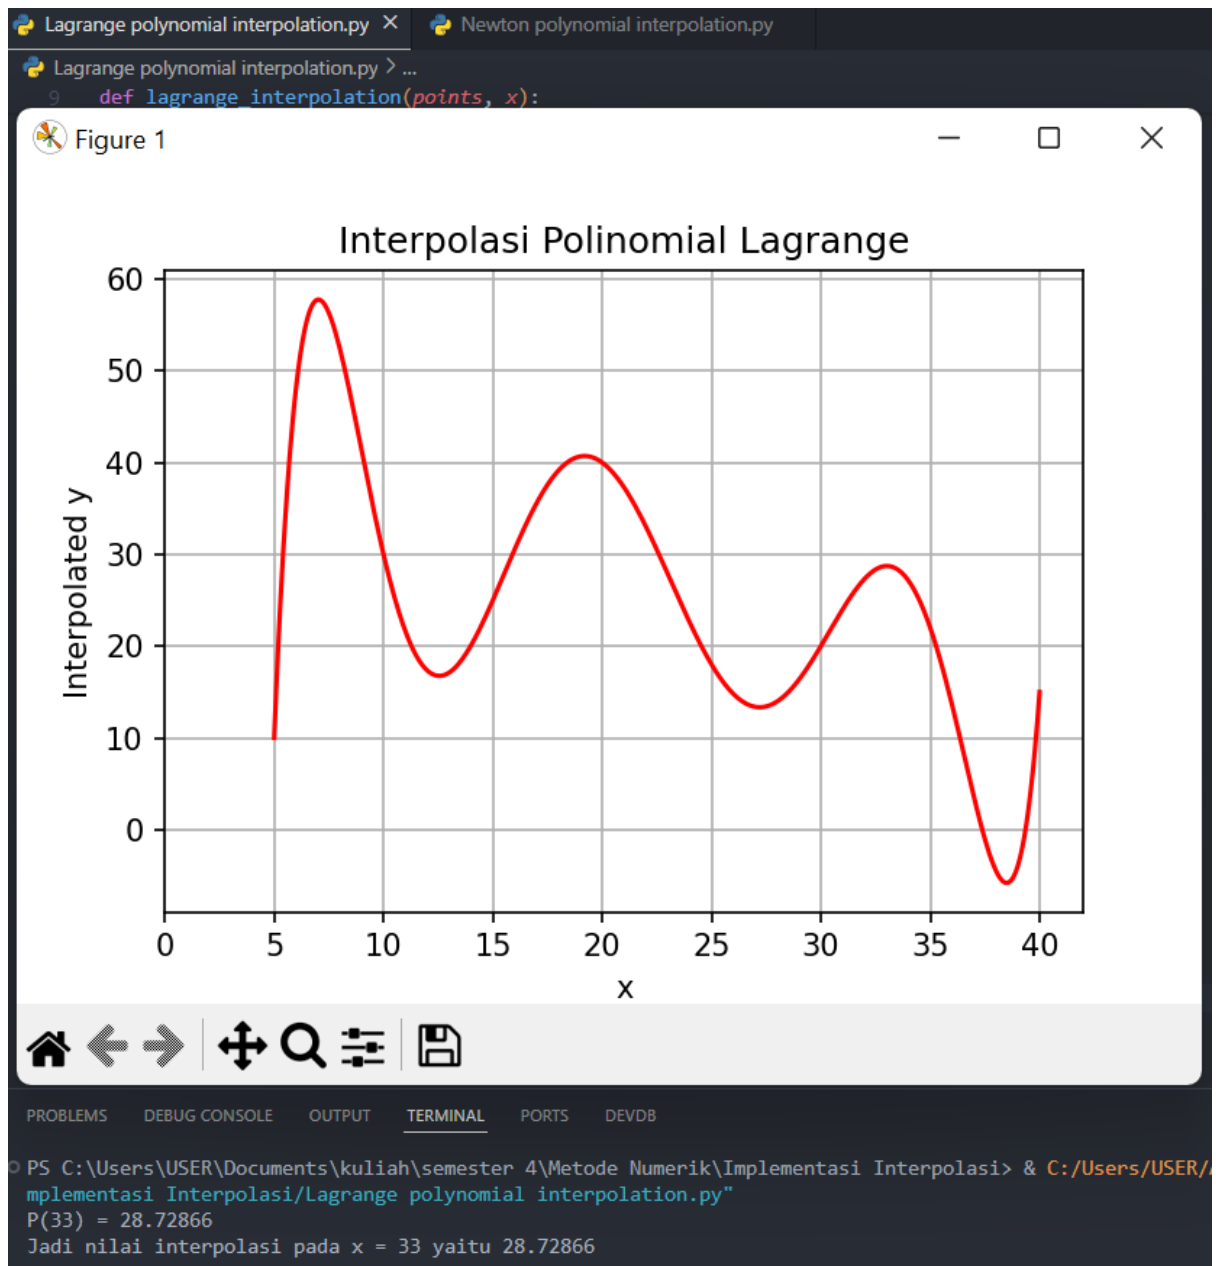 Lagrange polynomial interpolation.py × Newton polynomial interpolation.py
Lagrange polynomial interpolation.py > ...
9 def lagrange_interpolation(points, x):
Figure 1
Interpolasi Polinomial Lagrange
60
50
40
30
20
10
0
Interpolated y
0 5 10 15 20 25 30 35 40
x
PROBLEMS DEBUG CONSOLE OUTPUT TERMINAL PORTS DEVDB
PS C:\Users\USER\Documents\kuliah\semester 4\Metode Numerik\Implementasi Interpolasi> & C:/Users/USER/
mplementasi Interpolasi/Lagrange polynomial interpolation.py"
P(33) = 28.72866
Jadi nilai interpolasi pada x = 33 yaitu 28.72866